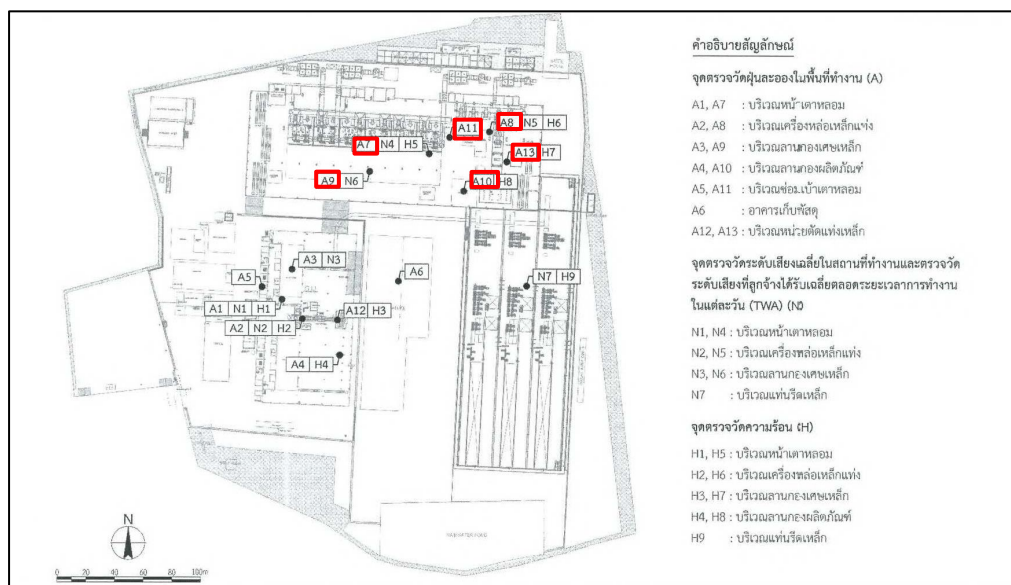 คำอธิบายสัญลักษณ์
จุดตรวจวัดฝุ่นละอองในพื้นที่ทำงาน (A)
A1, A7 : บริเวณหน้าเตาหลอม
A2, A8 : บริเวณเครื่องหล่อเหล็กแท่ง
A3, A9 : บริเวณลานกองเศษเหล็ก
A4, A10 : บริเวณลานกองผลิตภัณฑ์
A5, A11 : บริเวณซ่อมเบ้าเตาหลอม
A6 : อาคารเก็บพัสดุ
A12, A13 : บริเวณหน่วยตัดแท่งเหล็ก
จุดตรวจวัดระดับเสียงเฉลี่ยในสถานที่ทำงานและตรวจวัด
ระดับเสียงที่ลูกจ้างได้รับเฉลี่ยตลอดระยะเวลาการทำงาน
ในแต่ละวัน (TWA) (N)
N1, N4 : บริเวณหน้าเตาหลอม
N2, N5 : บริเวณเครื่องหล่อเหล็กแท่ง
N3, N6 : บริเวณลานกองเศษเหล็ก
N7 : บริเวณแท่นรีดเหล็ก
จุดตรวจวัดความร้อน (H)
H1, H5 : บริเวณหน้าเตาหลอม
H2, H6 : บริเวณเครื่องหล่อเหล็กแท่ง
H3, H7 : บริเวณลานกองเศษเหล็ก
H4, H8 : บริเวณลานกองผลิตภัณฑ์
H9 : บริเวณแท่นรีดเหล็ก
A11
A8 N5 H6
A7 N4 H5
A13 H7
A9 N6
A10 H8
A3 N3
A5
A6
N7 H9
A1 N1 H1
A2 N2 H2
A12 H3
A4 H4
N
0 20 40 60 80 100m